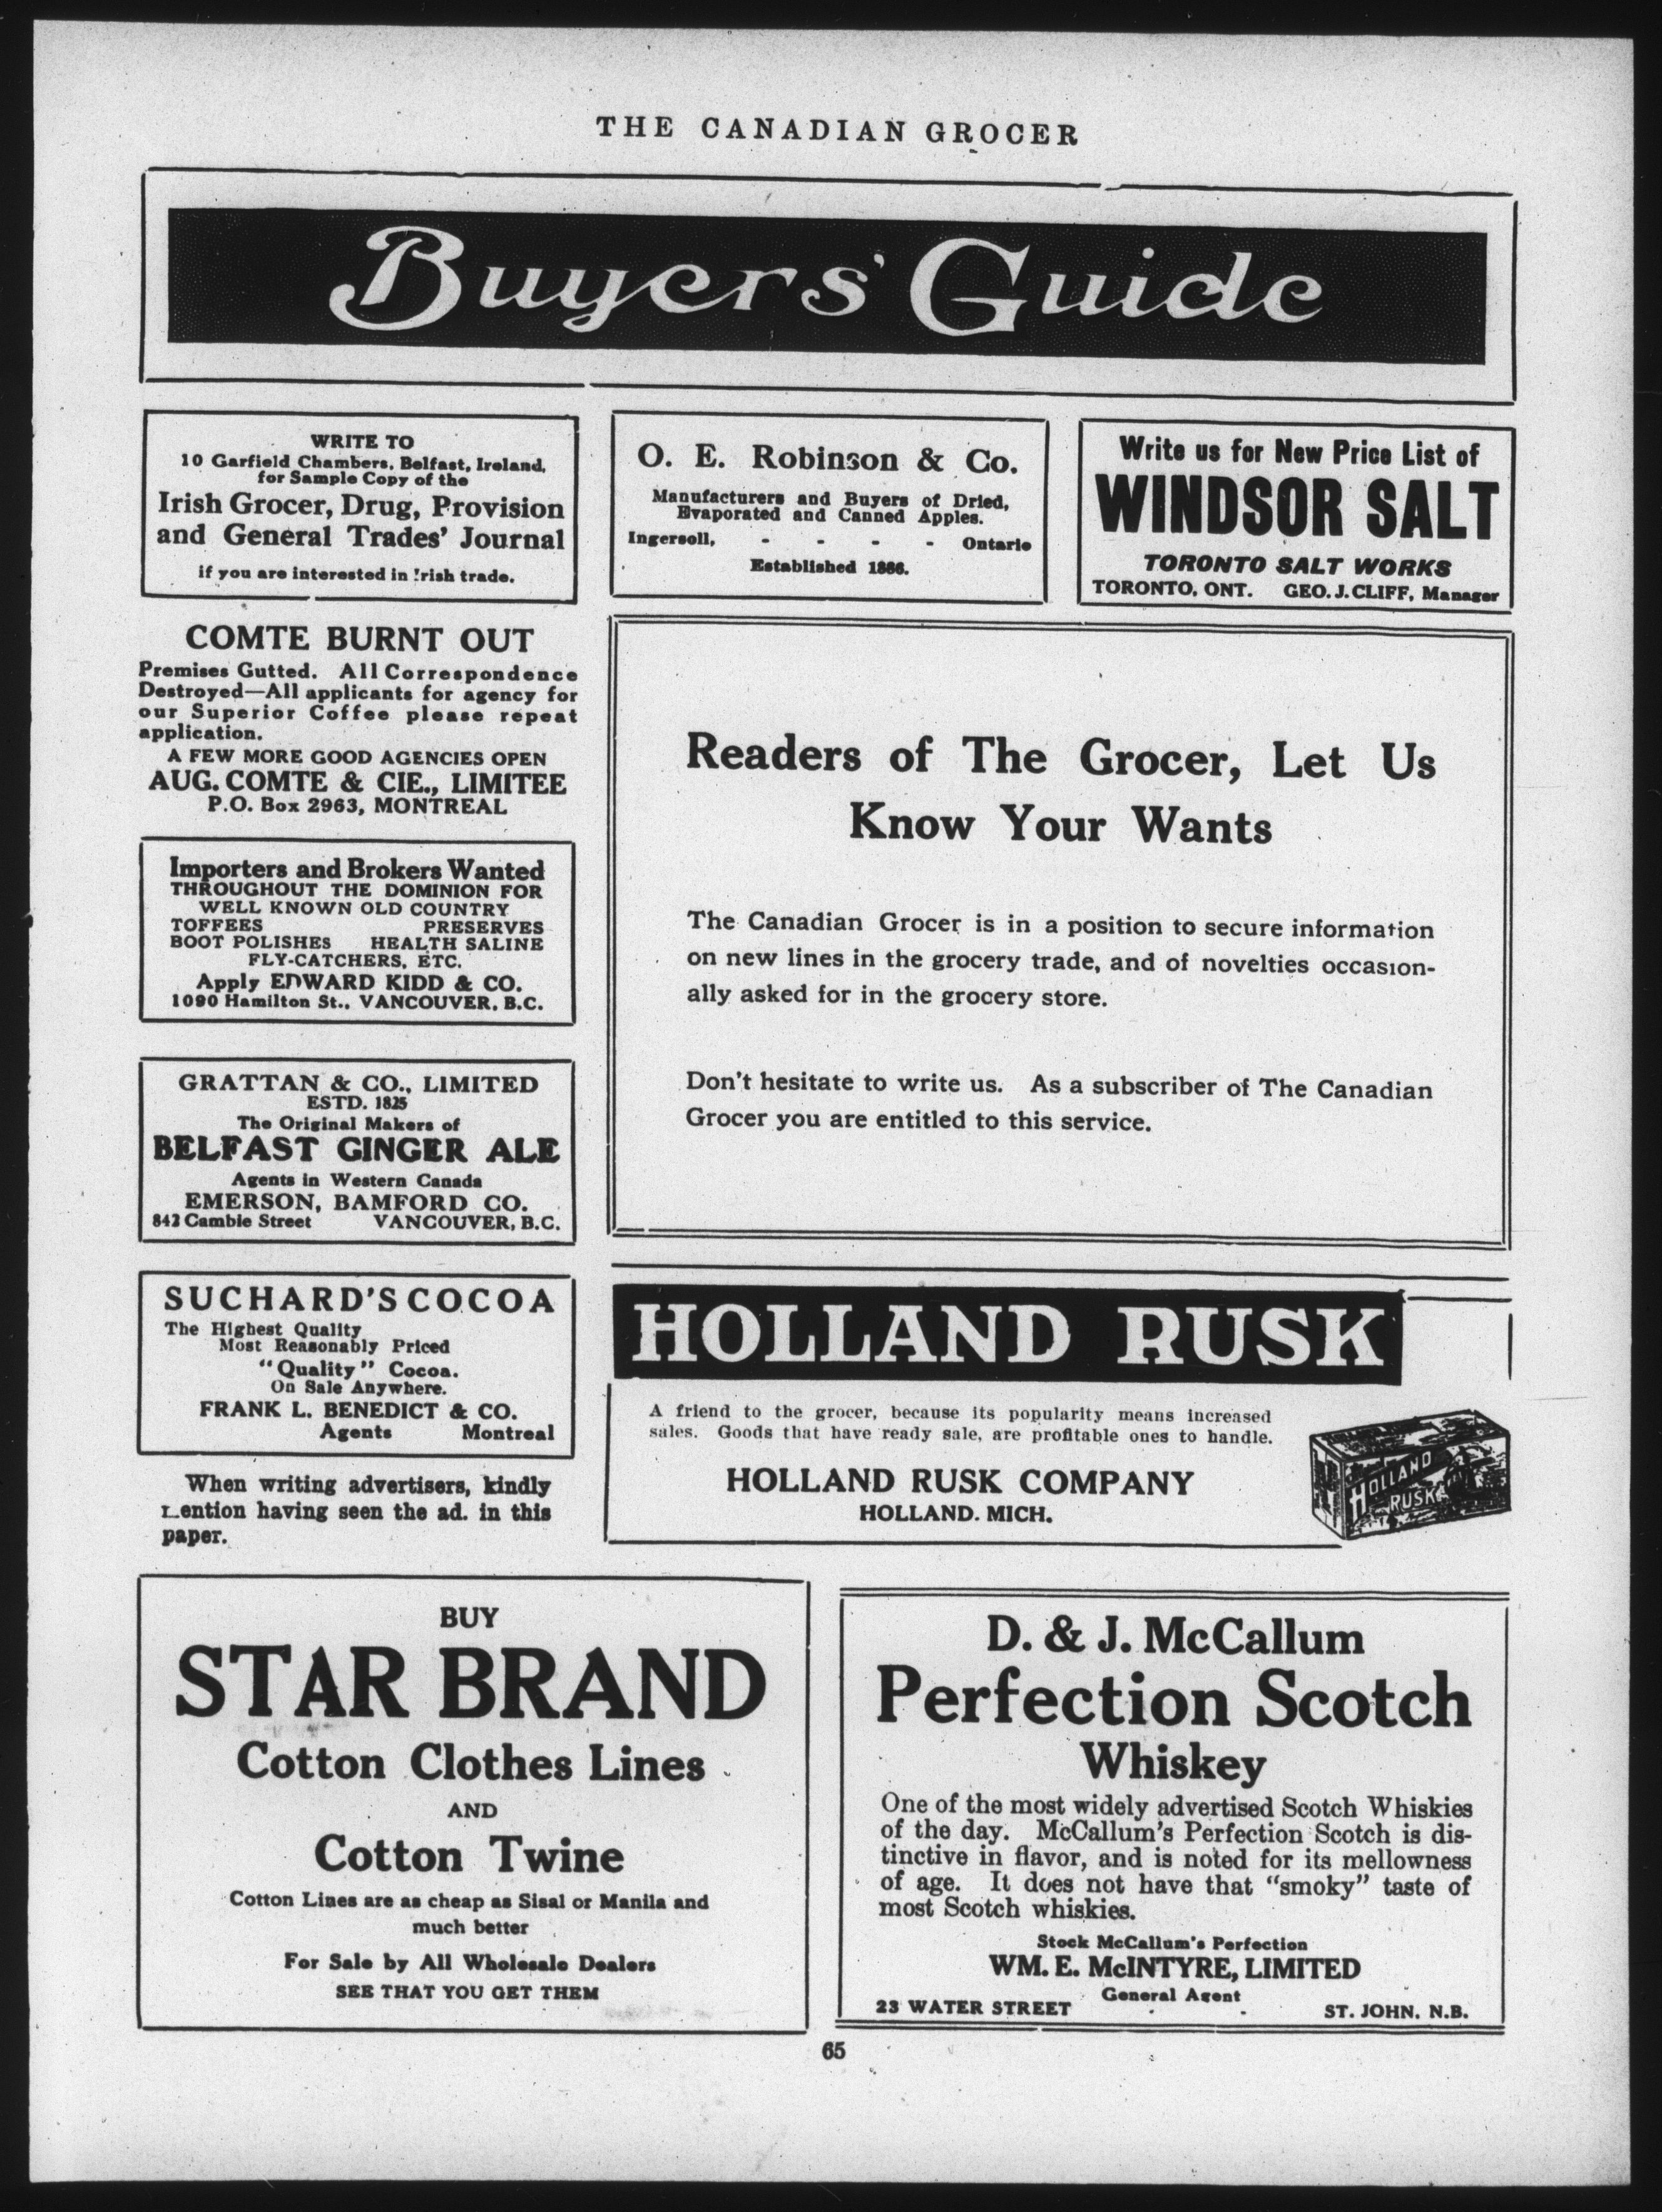 THE CANADIAN GROCER
Buyers' Guide
WRITE TO
10 Garfield Chambers, Belfast, Ireland,
for Sample Copy of the
Irish Grocer, Drug, Provision
and General Trades' Journal
if you are interested in Irish trade.
O. E. Robinson & Co.
Manufacturers and Buyers of Dried,
Evaporated and Canned Apples.
Ingersoll, - - - - Ontario
Established 1886.
Write us for New Price List of
WINDSOR SALT
TORONTO SALT WORKS
TORONTO, ONT. GEO. J. CLIFF, Manager
COMTE BURNT OUT
Premises Gutted. All Correspondence
Destroyed—All applicants for agency for
our Superior Coffee please repeat
application.
A FEW MORE GOOD AGENCIES OPEN
AUG. COMTE & CIE., LIMITEE
P.O. Box 2963, MONTREAL
Importers and Brokers Wanted
THROUGHOUT THE DOMINION FOR
WELL KNOWN OLD COUNTRY
TOFFEES PRESERVES
BOOT POLISHES HEALTH SALINE
FLY-CATCHERS, ETC.
Apply EDWARD KIDD & CO.
1090 Hamilton St., VANCOUVER, B.C.
GRATTAN & CO., LIMITED
ESTD. 1825
The Original Makers of
BELFAST GINGER ALE
Agents in Western Canada
EMERSON, BAMFORD CO.
842 Cambie Street VANCOUVER, B.C.
SUCHARD'S COCOA
The Highest Quality
Most Reasonably Priced
"Quality" Cocoa.
On Sale Anywhere.
FRANK L. BENEDICT & CO.
Agents Montreal
When writing advertisers, kindly
mention having seen the ad. in this
paper.
Readers of The Grocer, Let Us
Know Your Wants
The Canadian Grocer is in a position to secure information
on new lines in the grocery trade, and of novelties occasion-
ally asked for in the grocery store.
Don't hesitate to write us. As a subscriber of The Canadian
Grocer you are entitled to this service.
HOLLAND RUSK
A friend to the grocer, because its popularity means increased
sales. Goods that have ready sale, are profitable ones to handle.
HOLLAND RUSK COMPANY
HOLLAND. MICH.
HOLLAND
RUSK
BUY
STAR BRAND
Cotton Clothes Lines
AND
Cotton Twine
Cotton Lines are as cheap as Sisal or Manila and
much better
For Sale by All Wholesale Dealers
SEE THAT YOU GET THEM
D. & J. McCallum
Perfection Scotch
Whiskey
One of the most widely advertised Scotch Whiskies
of the day. McCallum's Perfection Scotch is dis-
tinctive in flavor, and is noted for its mellowness
of age. It does not have that "smoky" taste of
most Scotch whiskies.
Stock McCallum's Perfection
WM. E. McINTYRE, LIMITED
General Agent
23 WATER STREET - - ST. JOHN, N.B.
65